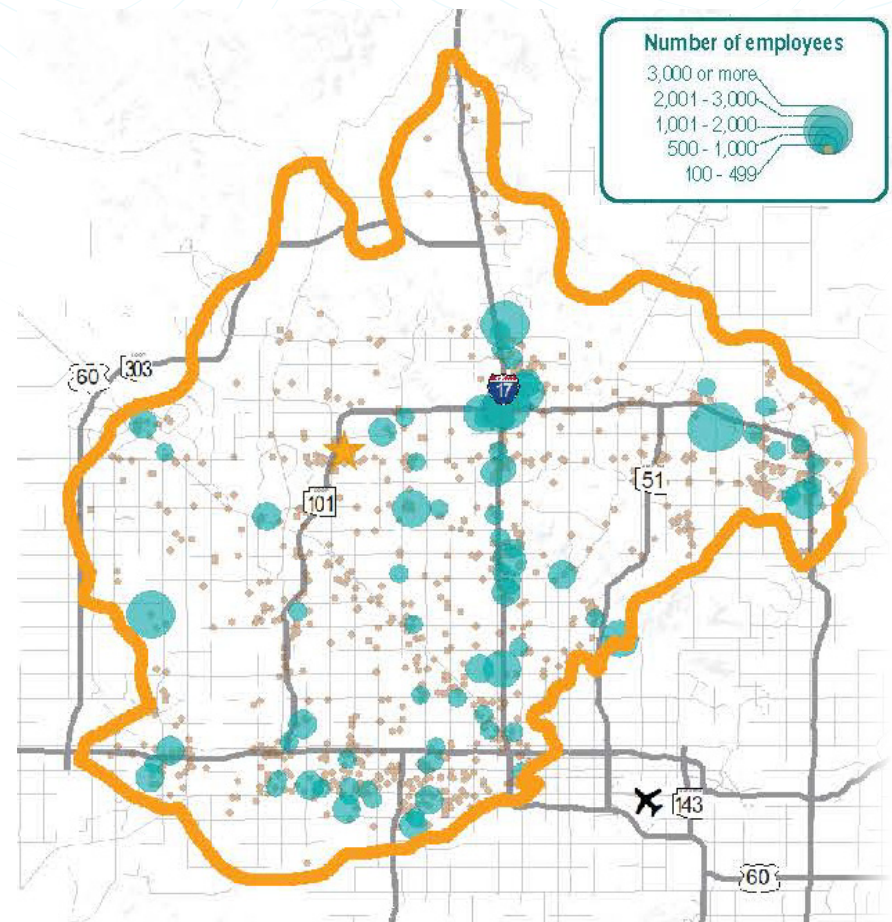 Number of employees
3,000 or more
2,001 - 3,000
1,001 - 2,000
500 - 1,000
100 - 499
60
303
17
101
51
143
60